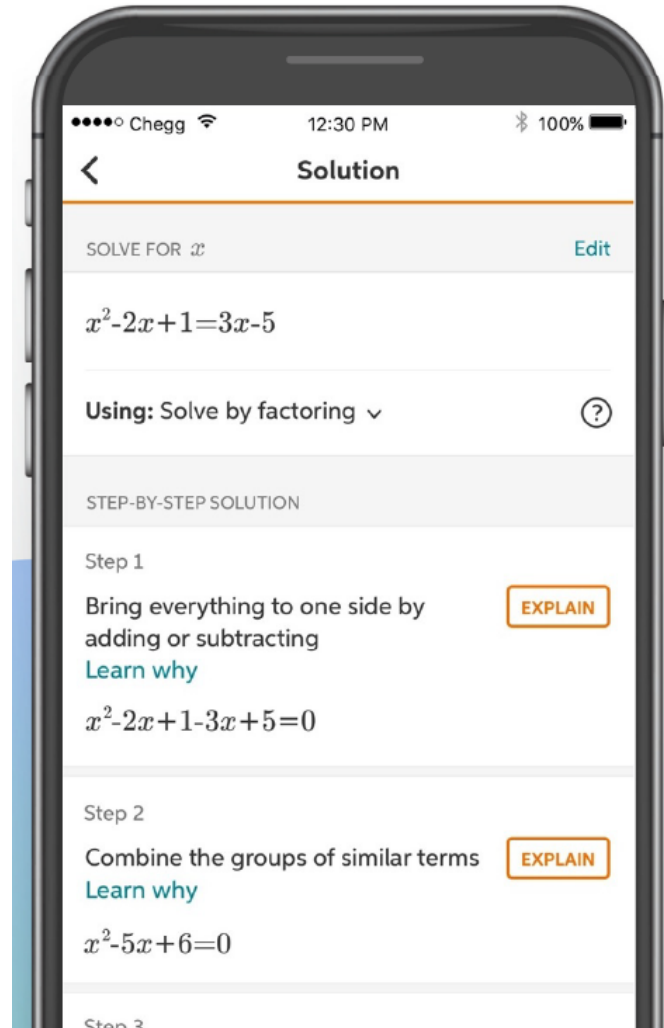 Chegg 12:30 PM 100%
Solution
SOLVE FOR x Edit
x²-2x+1=3x-5
Using: Solve by factoring ?
STEP-BY-STEP SOLUTION
Step 1
Bring everything to one side by EXPLAIN
adding or subtracting
Learn why
x²-2x+1-3x+5=0
Step 2
Combine the groups of similar terms EXPLAIN
Learn why
x²-5x+6=0
Step 3